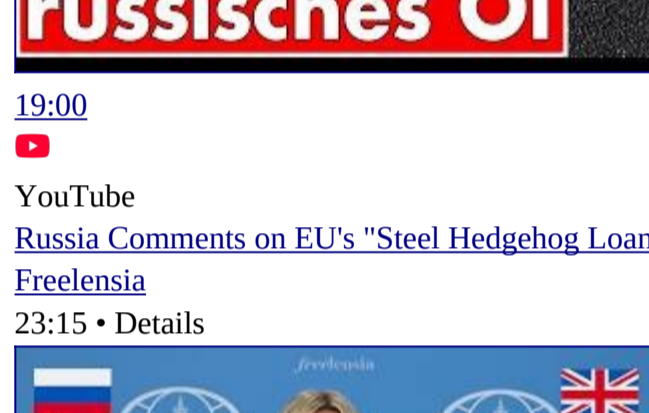 russisches Öl
19:00
YouTube
Russia Comments on EU's "Steel Hedgehog Loan
Freelensia
23:15 • Details
freelensia